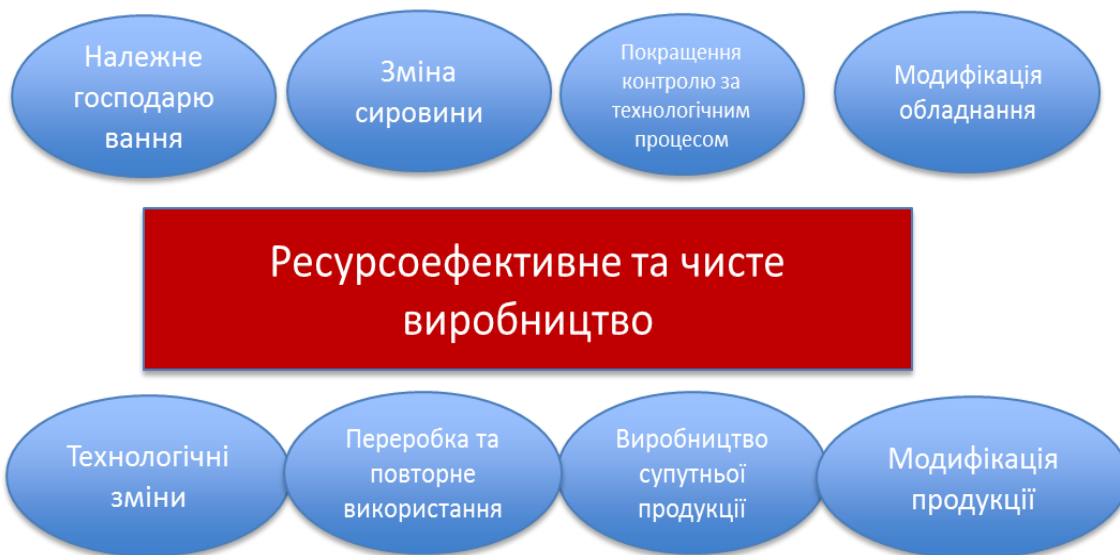 Належне
господарю
вання
Зміна
сировини
Покращення
контролю за
технологічним
процесом
Модифікація
обладнання
Ресурсоефективне та чисте
виробництво
Технологічні
зміни
Переробка та
повторне
використання
Виробництво
супутньої
продукції
Модифікація
продукції